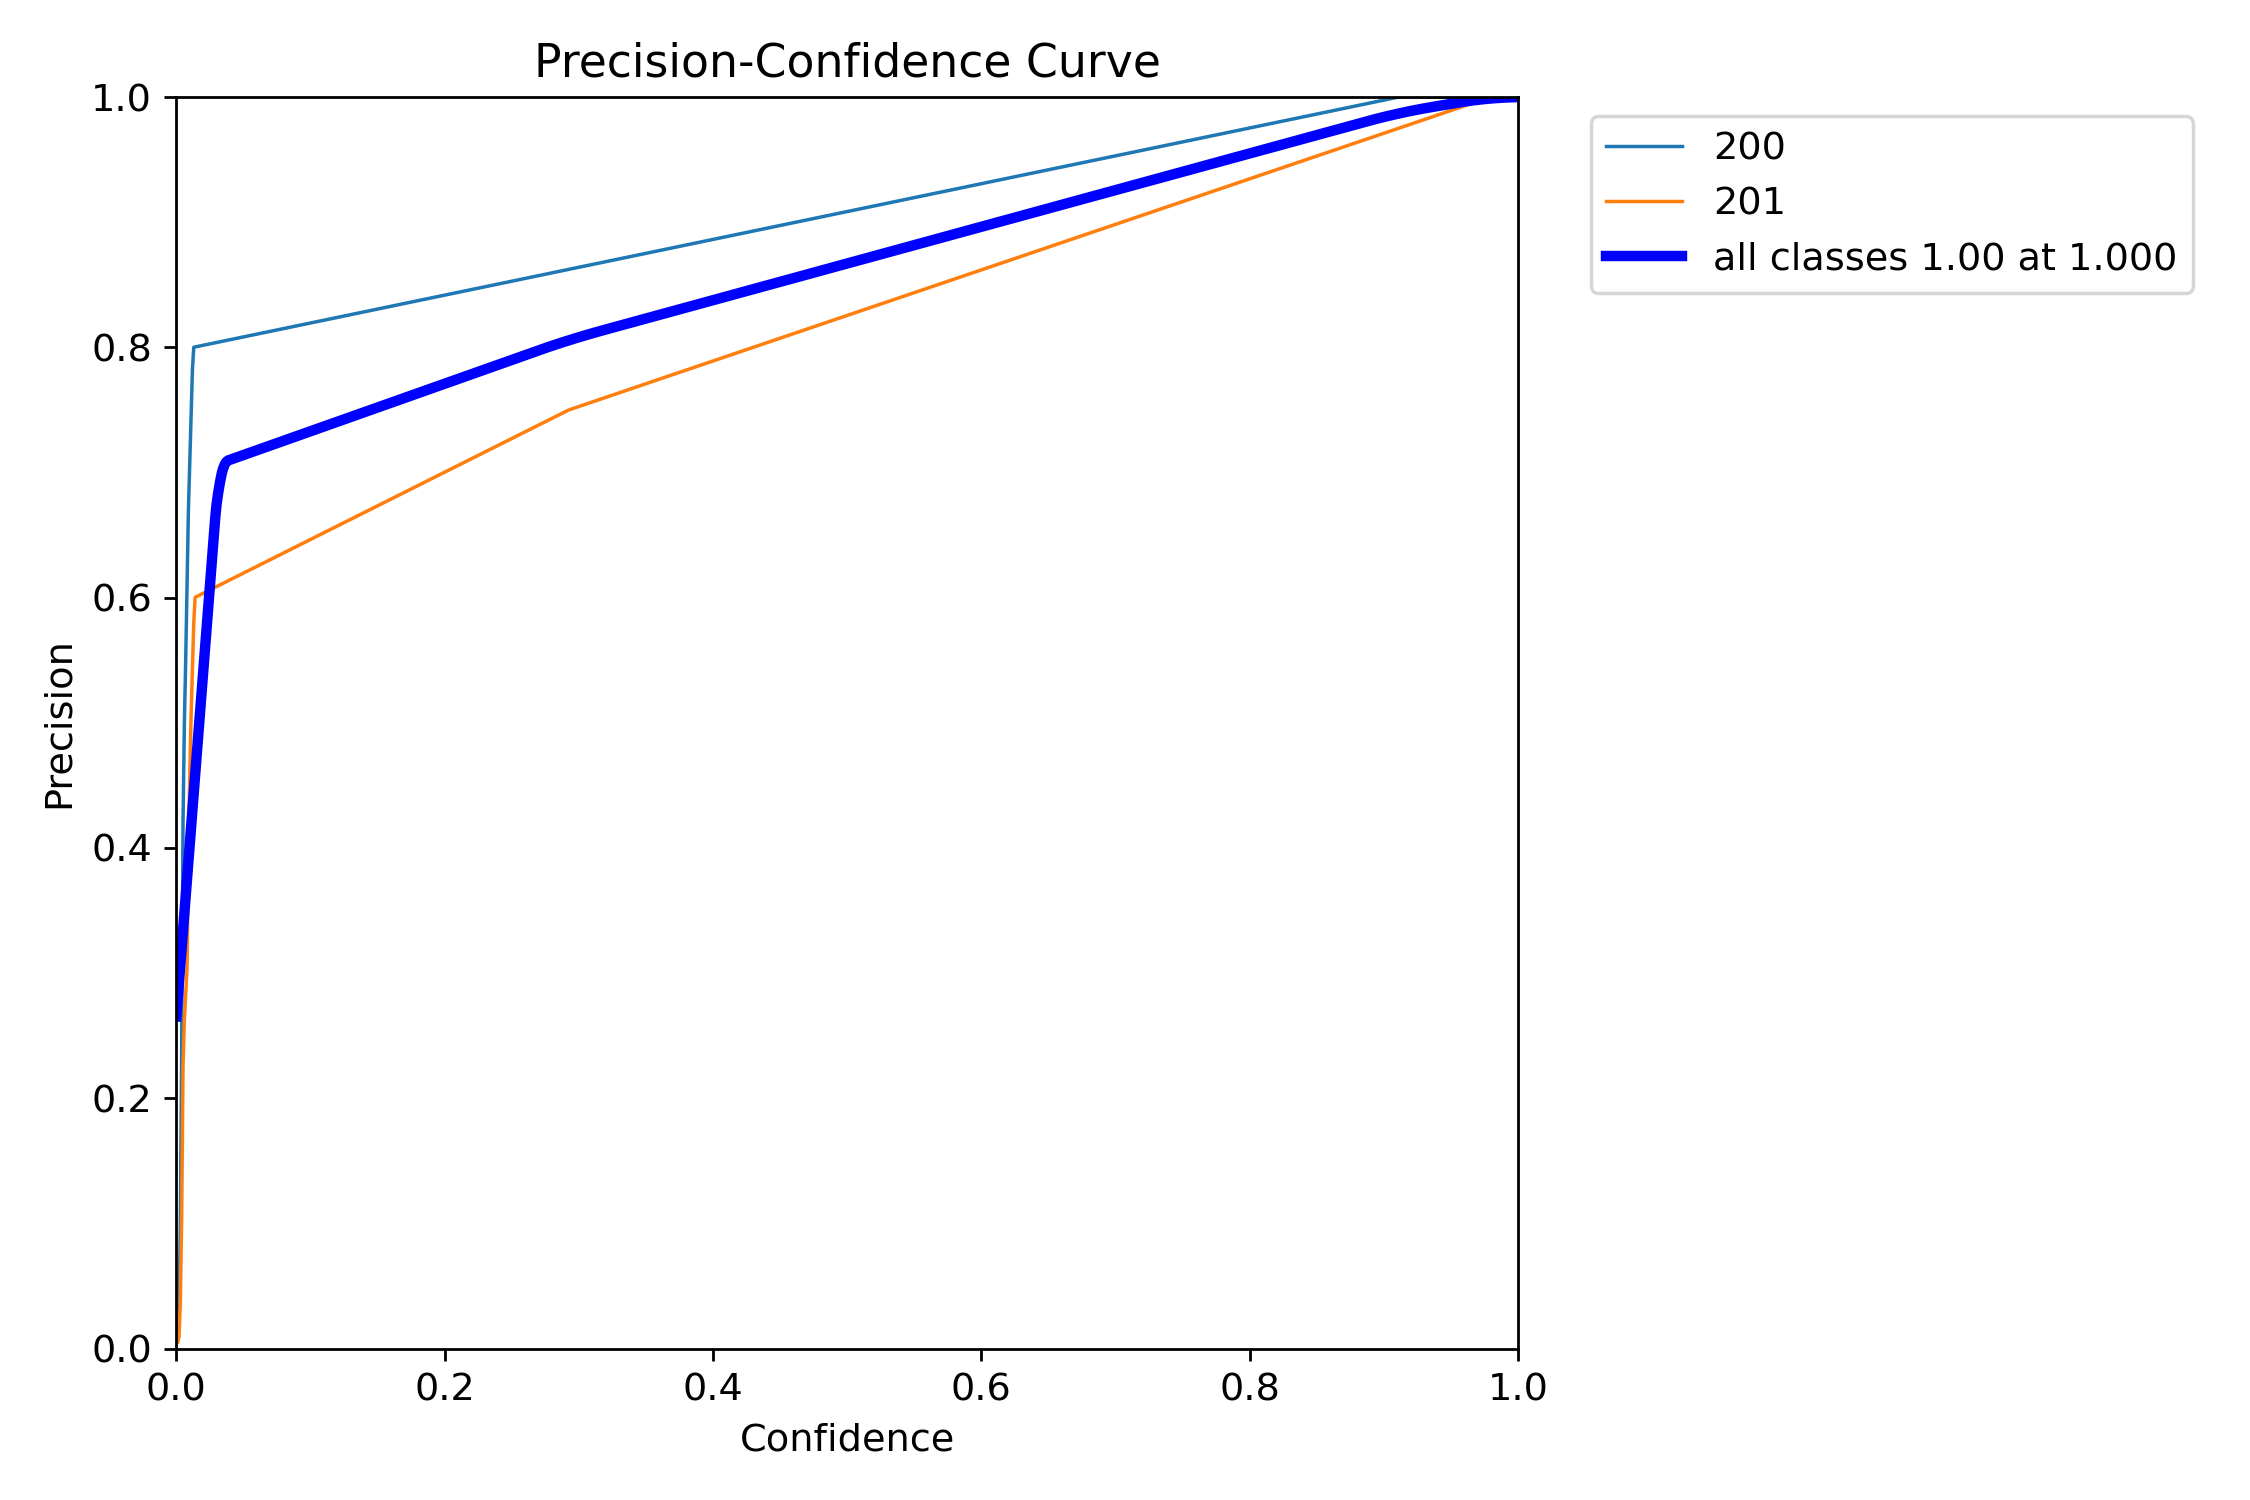 Precision-Confidence Curve
1.0
0.8
0.6
0.4
0.2
0.0
Precision
0.0 0.2 0.4 0.6 0.8 1.0
Confidence
200
201
all classes 1.00 at 1.000